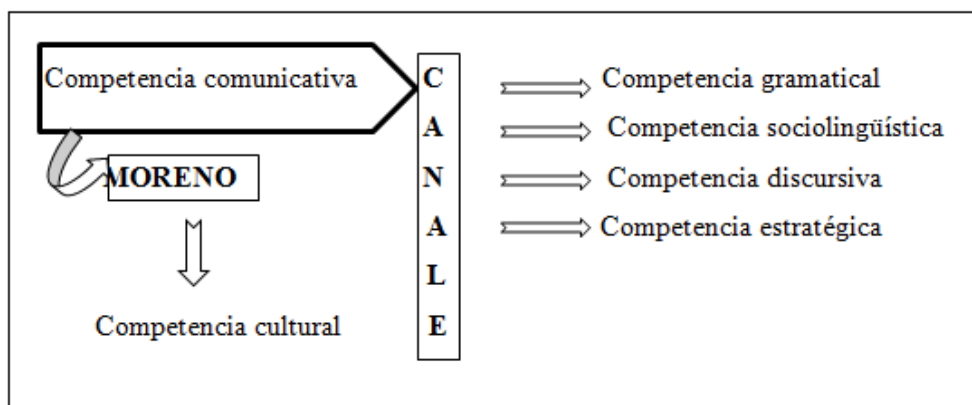 Competencia comunicativa
MORENO
Competencia cultural
C
A
N
A
L
E
Competencia gramatical
Competencia sociolingüística
Competencia discursiva
Competencia estratégica